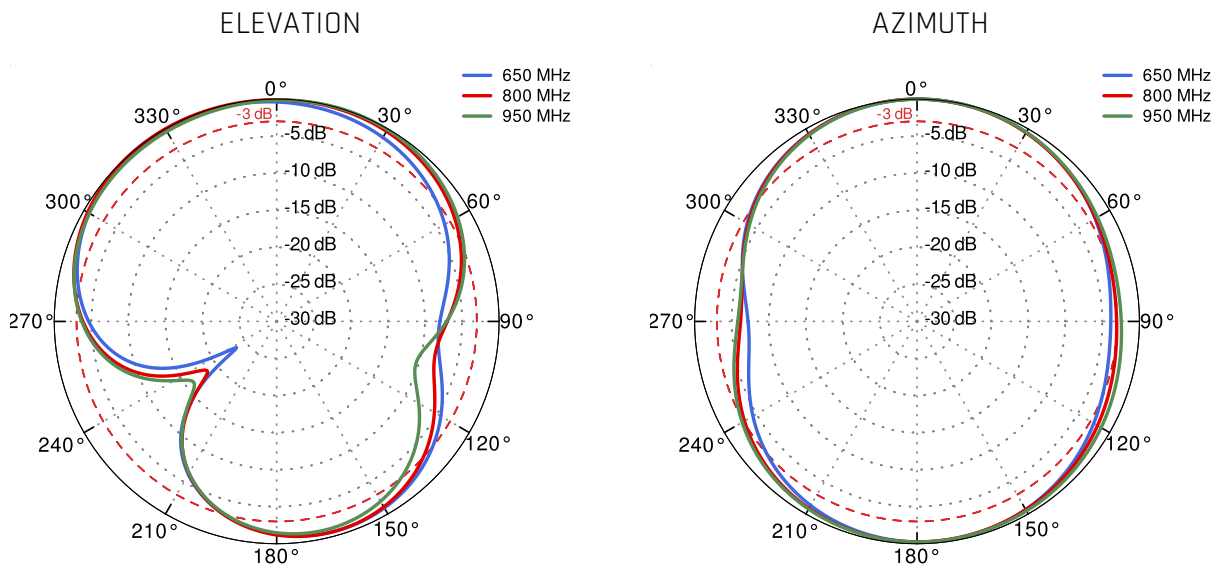 ELEVATION
650 MHz
800 MHz
950 MHz
0°
330°
-3 dB
30°
-5 dB
-10 dB
300°
60°
-15 dB
-20 dB
-25 dB
270°
-30 dB
90°
240°
120°
210°
150°
180°
AZIMUTH
650 MHz
800 MHz
950 MHz
0°
330°
-3 dB
30°
-5 dB
-10 dB
300°
60°
-15 dB
-20 dB
-25 dB
270°
-30 dB
90°
240°
120°
210°
150°
180°